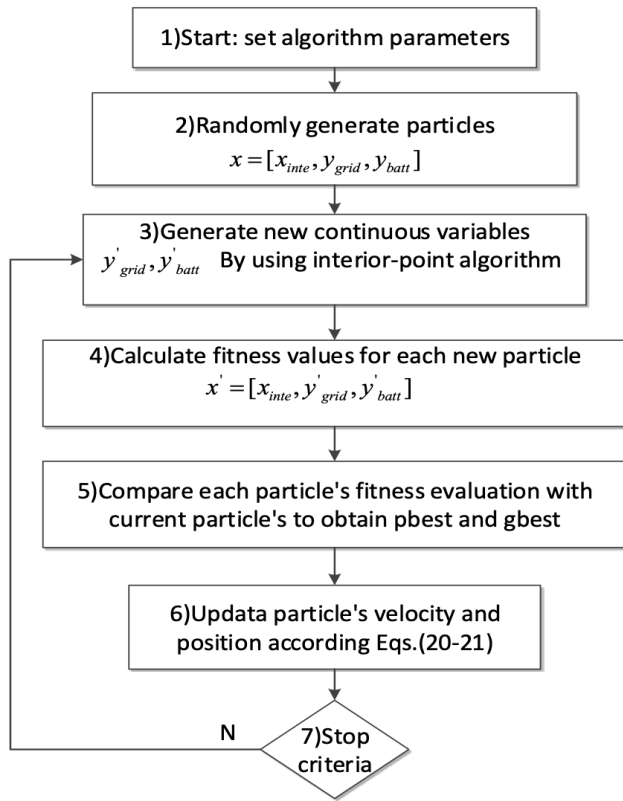 1)Start: set algorithm parameters
2)Randomly generate particles
x = [x_inte, y_grid, y_batt]
3)Generate new continuous variables
y'_grid, y'_batt By using interior-point algorithm
4)Calculate fitness values for each new particle
x' = [x_inte, y'_grid, y'_batt]
5)Compare each particle's fitness evaluation with
current particle's to obtain pbest and gbest
6)Updata particle's velocity and
position according Eqs.(20-21)
N
7)Stop
criteria